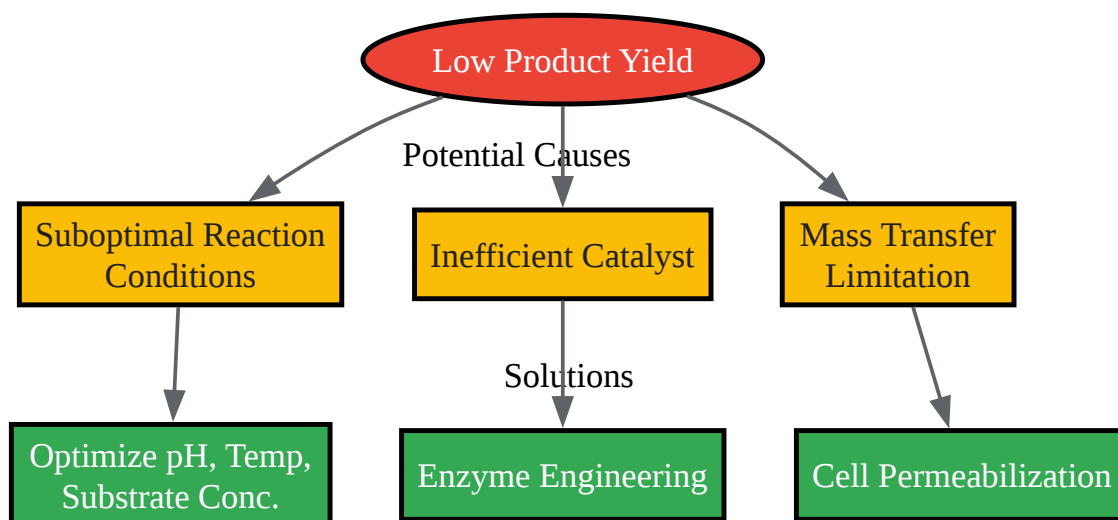 Low Product Yield
Potential Causes
Suboptimal Reaction
Conditions
Inefficient Catalyst
Mass Transfer
Limitation
Solutions
Optimize pH, Temp,
Substrate Conc.
Enzyme Engineering
Cell Permeabilization